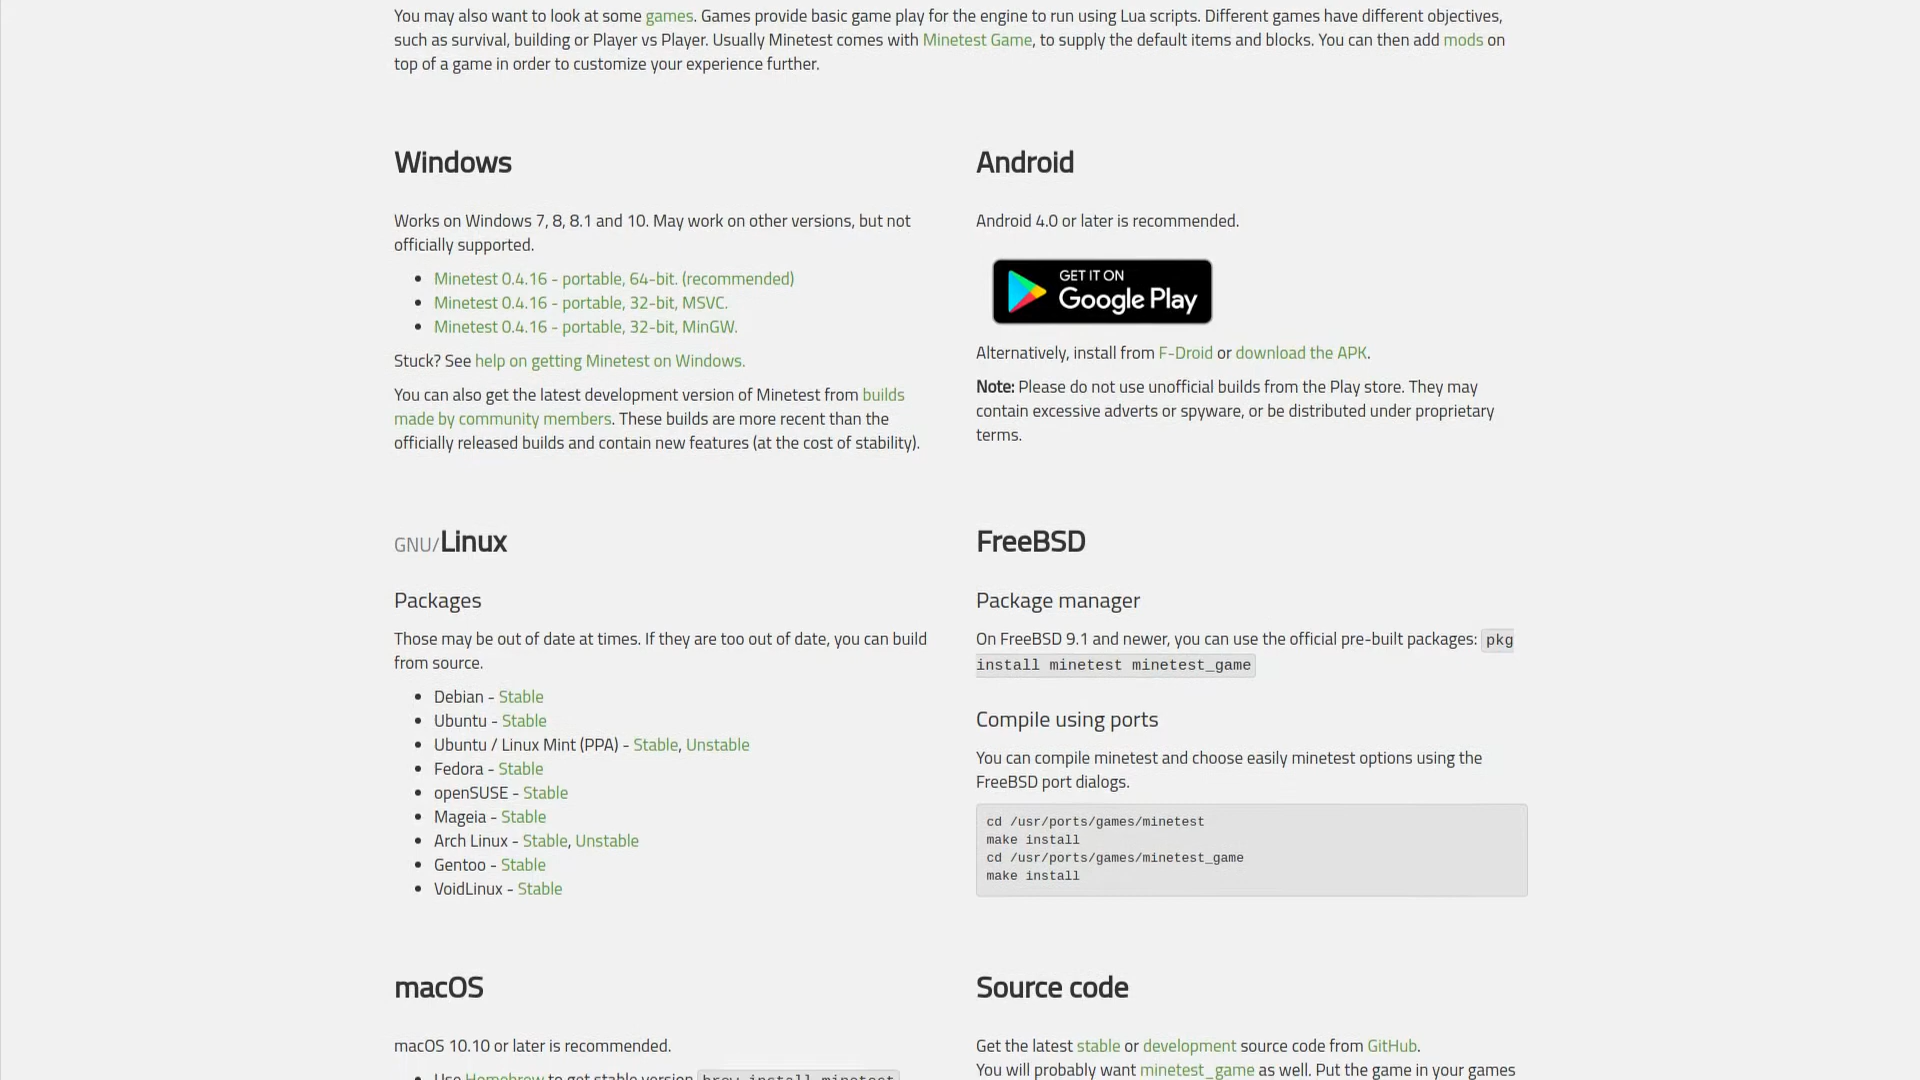 You may also want to look at some games. Games provide basic game play for the engine to run using Lua scripts. Different games have different objectives,
such as survival, building or Player vs Player. Usually Minetest comes with Minetest Game, to supply the default items and blocks. You can then add mods on
top of a game in order to customize your experience further.
Windows
Works on Windows 7, 8, 8.1 and 10. May work on other versions, but not
officially supported.
Minetest 0.4.16 - portable, 64-bit. (recommended)
Minetest 0.4.16 - portable, 32-bit, MSVC.
Minetest 0.4.16 - portable, 32-bit, MinGW.
Stuck? See help on getting Minetest on Windows.
You can also get the latest development version of Minetest from builds
made by community members. These builds are more recent than the
officially released builds and contain new features (at the cost of stability).
Android
Android 4.0 or later is recommended.
GET IT ON
Google Play
Alternatively, install from F-Droid or download the APK.
Note: Please do not use unofficial builds from the Play store. They may
contain excessive adverts or spyware, or be distributed under proprietary
terms.
GNU/Linux
Packages
Those may be out of date at times. If they are too out of date, you can build
from source.
Debian - Stable
Ubuntu - Stable
Ubuntu / Linux Mint (PPA) - Stable, Unstable
Fedora - Stable
openSUSE - Stable
Mageia - Stable
Arch Linux - Stable, Unstable
Gentoo - Stable
VoidLinux - Stable
FreeBSD
Package manager
On FreeBSD 9.1 and newer, you can use the official pre-built packages: pkg
install minetest minetest_game
Compile using ports
You can compile minetest and choose easily minetest options using the
FreeBSD port dialogs.
cd /usr/ports/games/minetest
make install
cd /usr/ports/games/minetest_game
make install
macOS
macOS 10.10 or later is recommended.
Use Homebrew to get stable version brew install minetest
Source code
Get the latest stable or development source code from GitHub.
You will probably want minetest_game as well. Put the game in your games